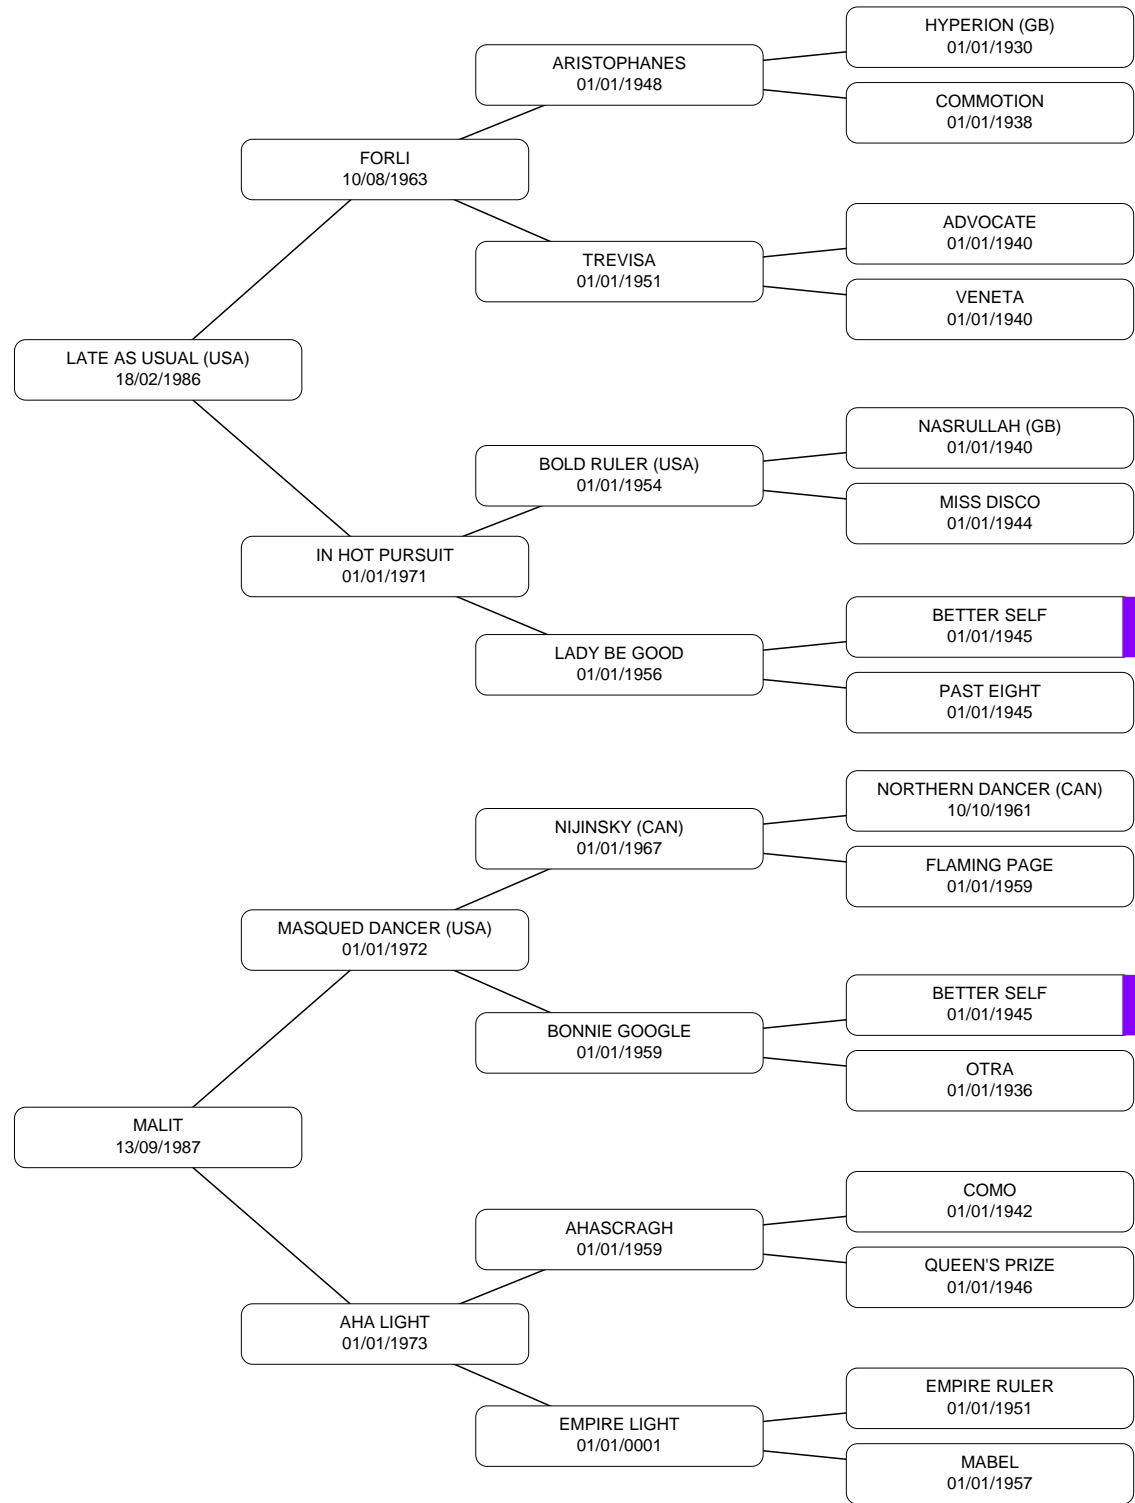 HYPERION (GB)
01/01/1930
ARISTOPHANES
01/01/1948
COMMOTION
01/01/1938
FORLI
10/08/1963
ADVOCATE
01/01/1940
TREVISA
01/01/1951
VENETA
01/01/1940
LATE AS USUAL (USA)
18/02/1986
NASRULLAH (GB)
01/01/1940
BOLD RULER (USA)
01/01/1954
MISS DISCO
01/01/1944
IN HOT PURSUIT
01/01/1971
BETTER SELF
01/01/1945
LADY BE GOOD
01/01/1956
PAST EIGHT
01/01/1945
NORTHERN DANCER (CAN)
10/10/1961
NIJINSKY (CAN)
01/01/1967
FLAMING PAGE
01/01/1959
MASQUED DANCER (USA)
01/01/1972
BETTER SELF
01/01/1945
BONNIE GOOGLE
01/01/1959
OTRA
01/01/1936
MALIT
13/09/1987
COMO
01/01/1942
AHASCRAGH
01/01/1959
QUEEN'S PRIZE
01/01/1946
AHA LIGHT
01/01/1973
EMPIRE RULER
01/01/1951
EMPIRE LIGHT
01/01/0001
MABEL
01/01/1957